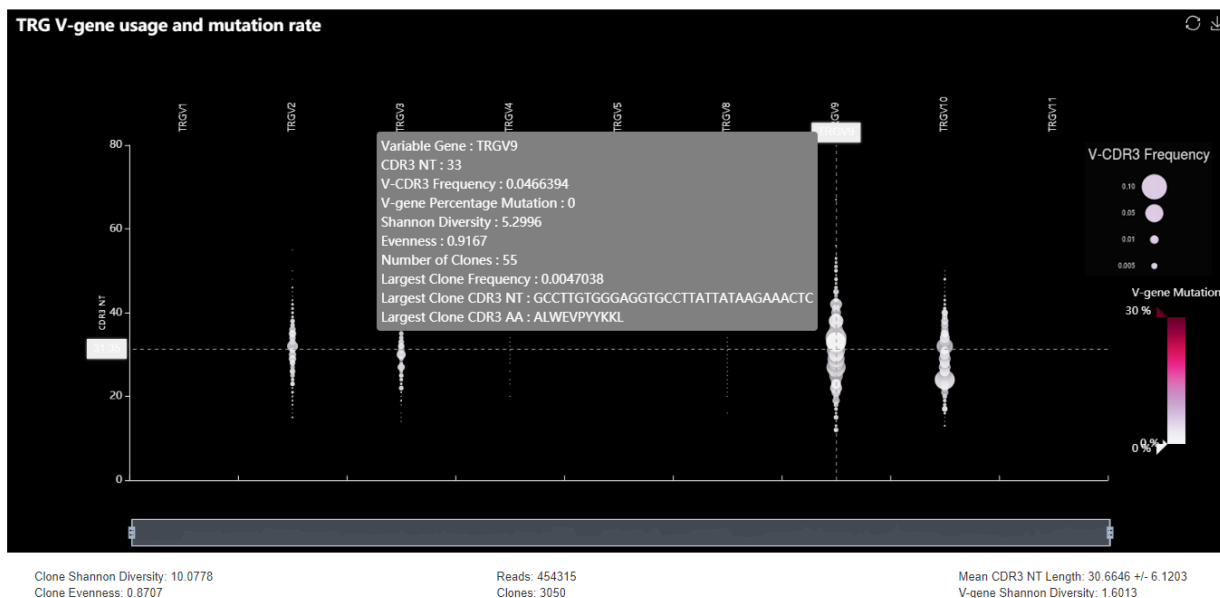 TRG V-gene usage and mutation rate
TRGV1
TRGV2
TRGV3
TRGV4
TRGV5
TRGV8
TRGV9
TRGV10
TRGV11
TRGV9
Variable Gene : TRGV9
CDR3 NT : 33
V-CDR3 Frequency : 0.0466394
V-gene Percentage Mutation : 0
Shannon Diversity : 5.2996
Evenness : 0.9167
Number of Clones : 55
Largest Clone Frequency : 0.0047038
Largest Clone CDR3 NT : GCCTTGTGGGAGGTGCCTTATTATAAGAAACTC
Largest Clone CDR3 AA : ALWEVPYYKKL
80
60
40
20
0
CDR3 NT
V-CDR3 Frequency
0.10
0.05
0.01
0.005
V-gene Mutation
30 %
0 %
0 %
Clone Shannon Diversity: 10.0778
Reads: 454315
Mean CDR3 NT Length: 30.6646 +/- 6.1203
Clone Evenness: 0.8707
Clones: 3050
V-gene Shannon Diversity: 1.6013